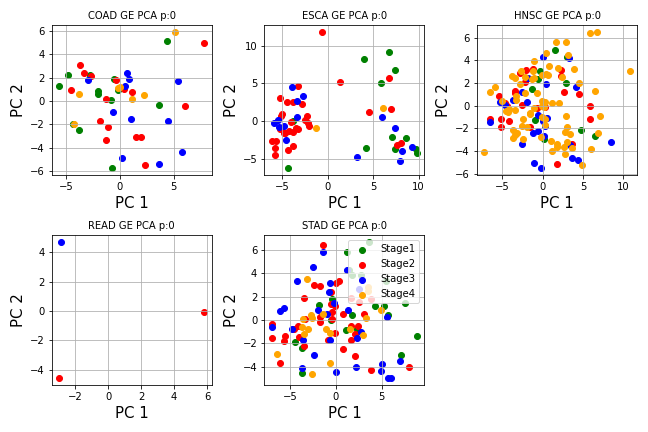 COAD GE PCA p:0
ESCA GE PCA p:0
HNSC GE PCA p:0
6
4
2
0
−2
−4
−6
PC 2
10
5
0
−5
PC 2
6
4
2
0
−2
−4
−6
PC 2
−5
0
5
PC 1
−5
0
5
10
PC 1
−5
0
5
10
PC 1
READ GE PCA p:0
STAD GE PCA p:0
4
2
0
−2
−4
PC 2
6
4
2
0
−2
−4
PC 2
Stage1
Stage2
Stage3
Stage4
−2
0
2
4
6
PC 1
−5
0
5
PC 1